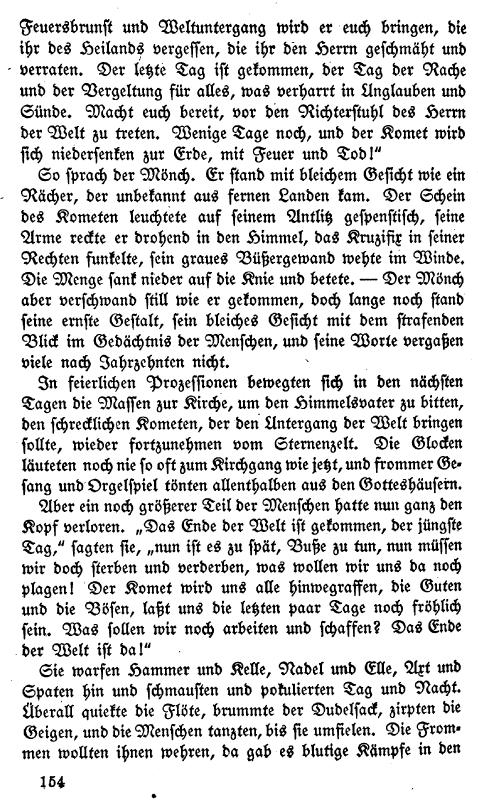 Feuersbrunst und Weltuntergang wird er euch bringen, die
ihr des Heilands vergessen, die ihr den Herrn geschmäht und
verraten. Der letzte Tag ist gekommen, der Tag der Rache
und der Vergeltung für alles, was verharrt in Unglauben und
Sünde. Macht euch bereit, vor den Richterstuhl des Herrn
der Welt zu treten. Wenige Tage noch, und der Komet wird
sich niedersenken zur Erde, mit Feuer und Tod!“
So sprach der Mönch. Er stand mit bleichem Gesicht wie ein
Rächer, der unbekannt aus fernen Landen kam. Der Schein
des Kometen leuchtete auf seinem Antlitz gespenstisch, seine
Arme reckte er drohend in den Himmel, das Kruzifix in seiner
Rechten funkelte, sein graues Büßergewand wehte im Winde.
Die Menge sank nieder auf die Knie und betete. — Der Mönch
aber verschwand still wie er gekommen, doch lange noch stand
seine ernste Gestalt, sein bleiches Gesicht mit dem strafenden
Blick im Gedächtnis der Menschen, und seine Worte vergaßen
viele nach Jahrzehnten nicht.
In feierlichen Prozessionen bewegten sich in den nächsten
Tagen die Massen zur Kirche, um den Himmelsvater zu bitten,
den schrecklichen Kometen, der den Untergang der Welt bringen
sollte, wieder fortzunehmen vom Sternenzelt. Die Glocken
läuteten noch nie so oft zum Kirchgang wie jetzt, und frommer Ge-
sang und Orgelspiel tönten allenthalben aus den Gotteshäusern.
Aber ein noch größerer Teil der Menschen hatte nun ganz den
Kopf verloren. „Das Ende der Welt ist gekommen, der jüngste
Tag,“ sagten sie, „nun ist es zu spät, Buße zu tun, nun müssen
wir doch sterben und verderben, was wollen wir uns da noch
plagen! Der Komet wird uns alle hinwegraffen, die Guten
und die Bösen, laßt uns die letzten paar Tage noch fröhlich
sein. Was sollen wir noch arbeiten und schaffen? Das Ende
der Welt ist da!“
Sie warfen Hammer und Kelle, Nadel und Elle, Axt und
Spaten hin und schmausten und pokulierten Tag und Nacht.
Überall quiekte die Flöte, brummte der Dudelsack, zirpten die
Geigen, und die Menschen tanzten, bis sie umfielen. Die From-
men wollten ihnen wehren, da gab es blutige Kämpfe in den
154